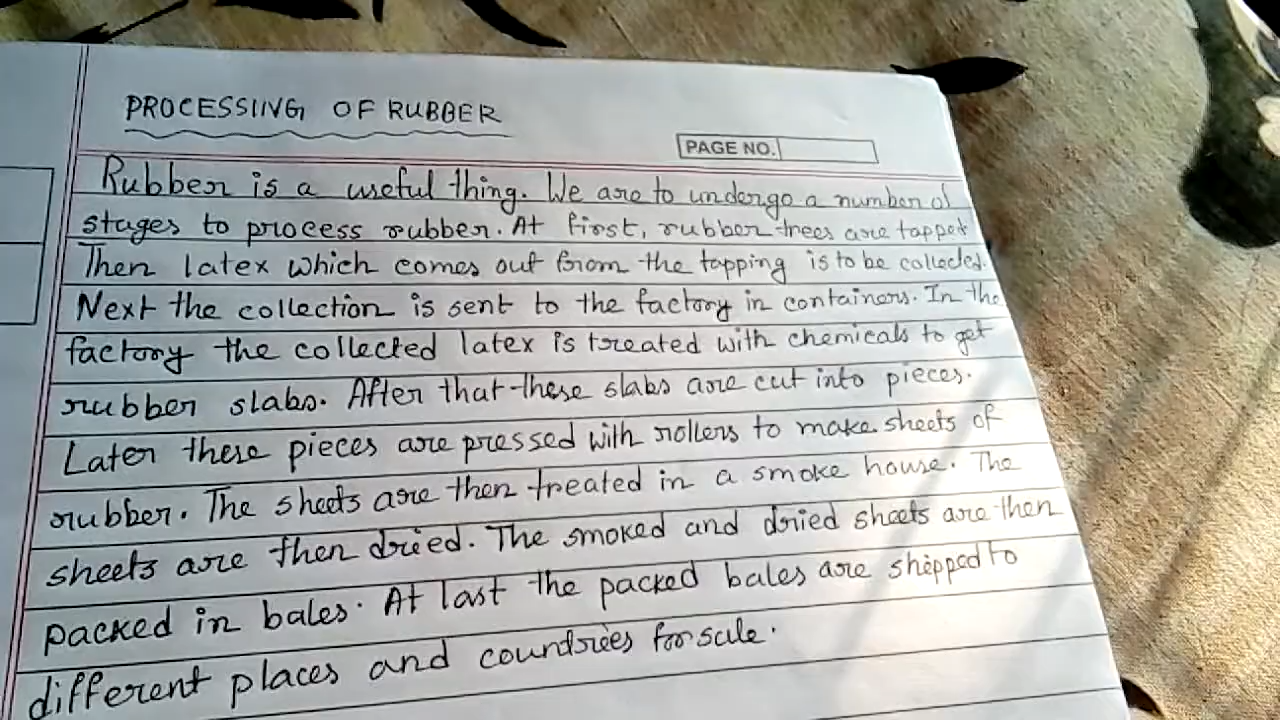 PROCESSING OF RUBBER
PAGE NO.
Rubber is a useful thing. We are to undergo a number of
stages to process rubber. At first, rubber trees are tapped
Then latex which comes out from the tapping is to be collected.
Next the collection is sent to the factory in containers. In the
factory the collected latex is treated with chemicals to get
rubber slabs. After that these slabs are cut into pieces.
Later these pieces are pressed with rollers to make sheets of
rubber. The sheets are then treated in a smoke house. The
sheets are then dried. The smoked and dried sheets are then
packed in bales. At last the packed bales are shipped to
different places and countries for sale.